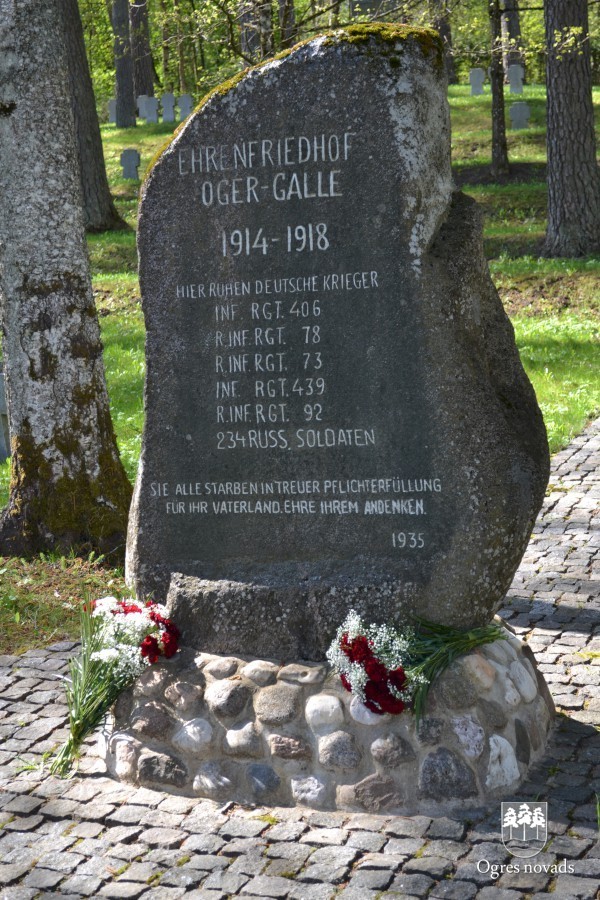 EHRENFRIEDHOF
OGER-GALLE
1914-1918
HIER RUHEN DEUTSCHE KRIEGER
INF. RGT. 406
R.INF.RGT. 78
R.INF.RGT. 73
INF. RGT. 439
R.INF.RGT. 92
234 RUSS. SOLDATEN
SIE ALLE STARBEN IN TREUER PFLICHTERFÜLLUNG
FÜR IHR VATERLAND. EHRE IHREM ANDENKEN.
1935
Ogres novads